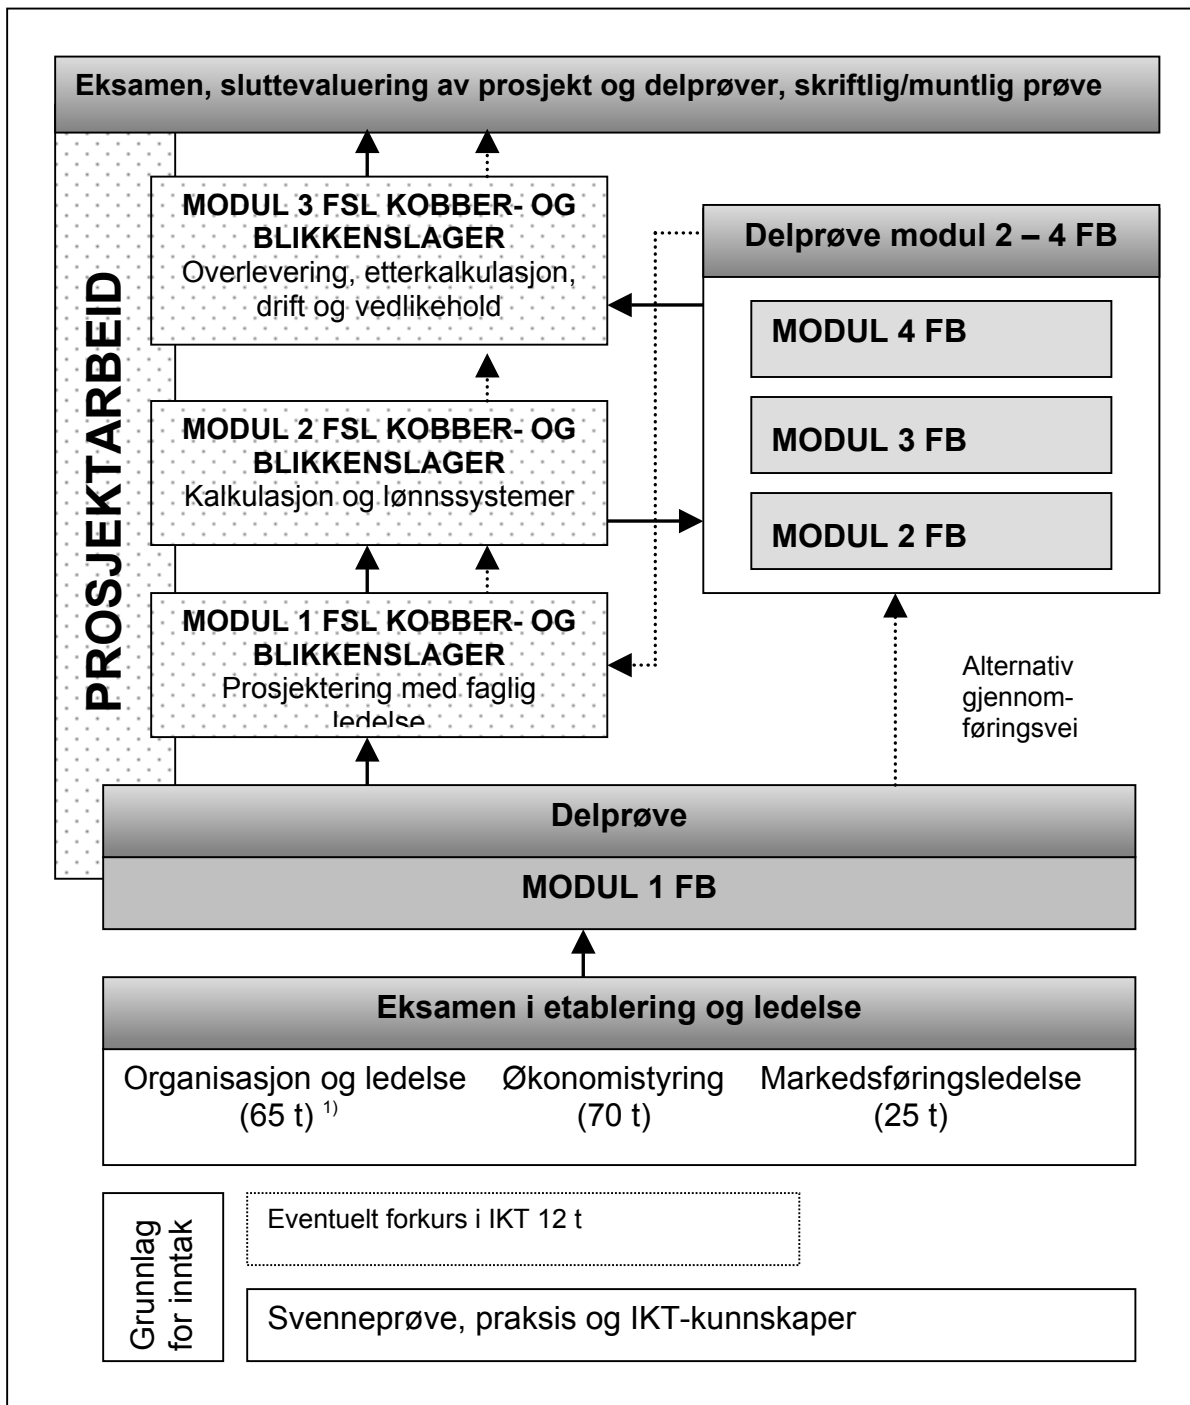 Eksamen, sluttevaluering av prosjekt og delprøver, skriftlig/muntlig prøve
PROSJEKTARBEID
MODUL 3 FSL KOBBER- OG
BLIKKENSLAGER
Overlevering, etterkalkulasjon,
drift og vedlikehold
MODUL 2 FSL KOBBER- OG
BLIKKENSLAGER
Kalkulasjon og lønnssystemer
MODUL 1 FSL KOBBER- OG
BLIKKENSLAGER
Prosjektering med faglig
ledelse
Delprøve modul 2 – 4 FB
MODUL 4 FB
MODUL 3 FB
MODUL 2 FB
Alternativ
gjennom-
føringsvei
Delprøve
MODUL 1 FB
Eksamen i etablering og ledelse
Organisasjon og ledelse
(65 t) 1)
Økonomistyring
(70 t)
Markedsføringsledelse
(25 t)
Grunnlag
for inntak
Eventuelt forkurs i IKT 12 t
Svenneprøve, praksis og IKT-kunnskaper